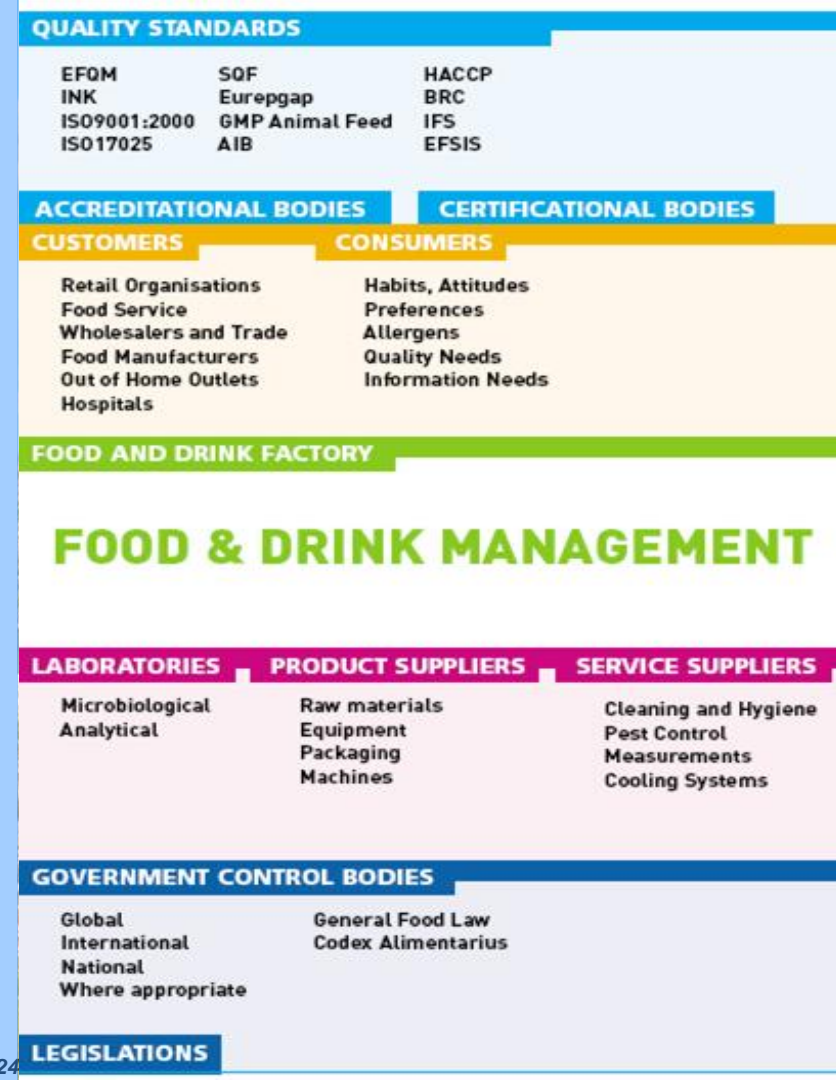 QUALITY STANDARDS
EFQM SQF HACCP
INK Eurepgap BRC
ISO9001:2000 GMP Animal Feed IFS
ISO17025 AIB EFSIS
ACCREDITATIONAL BODIES CERTIFICATIONAL BODIES
CUSTOMERS CONSUMERS
Retail Organisations Habits, Attitudes
Food Service Preferences
Wholesalers and Trade Allergens
Food Manufacturers Quality Needs
Out of Home Outlets Information Needs
Hospitals
FOOD AND DRINK FACTORY
FOOD & DRINK MANAGEMENT
LABORATORIES PRODUCT SUPPLIERS SERVICE SUPPLIERS
Microbiological Raw materials Cleaning and Hygiene
Analytical Equipment Pest Control
Packaging Measurements
Machines Cooling Systems
GOVERNMENT CONTROL BODIES
Global General Food Law
International Codex Alimentarius
National
Where appropriate
LEGISLATIONS
24